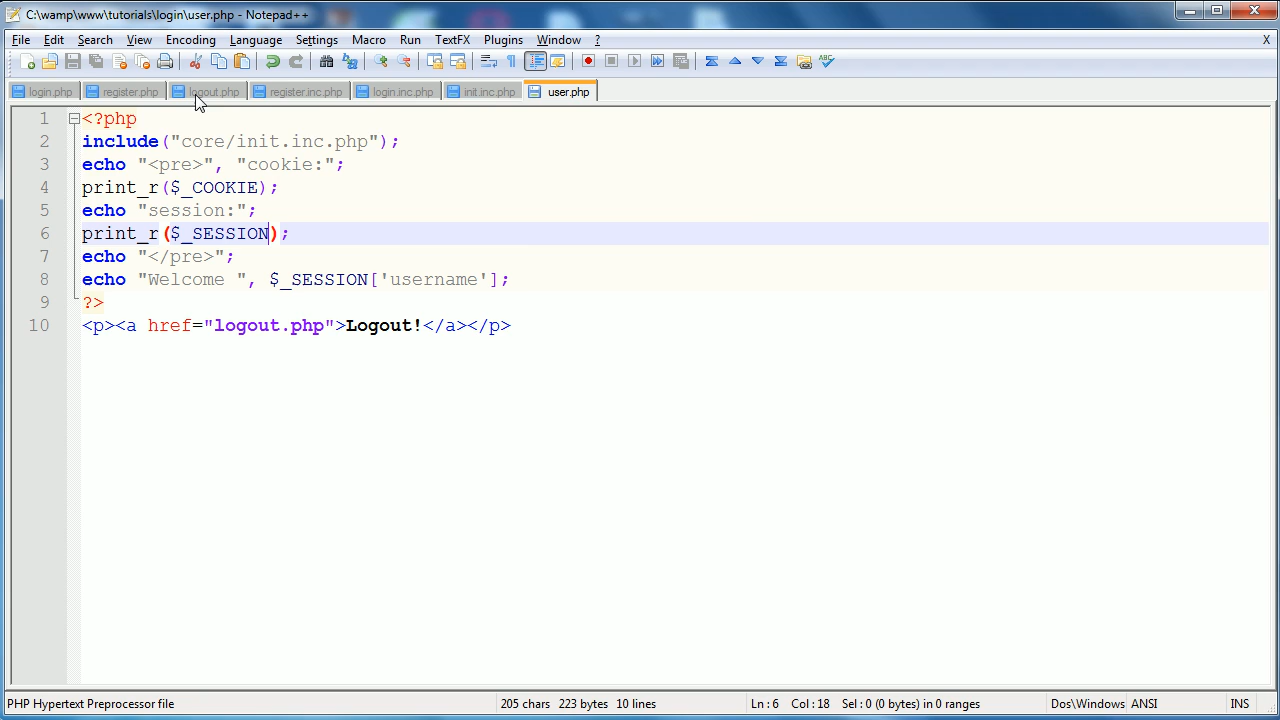 C:\wamp\www\tutorials\login\user.php - Notepad++
File Edit Search View Encoding Language Settings Macro Run TextFX Plugins Window ? X
login.php register.php logout.php register.inc.php login.inc.php init.inc.php user.php
1 <?php
2 include("core/init.inc.php");
3 echo "<pre>", "cookie:";
4 print_r($_COOKIE);
5 echo "session:";
6 print_r($_SESSION);
7 echo "</pre>";
8 echo "Welcome ", $_SESSION['username'];
9 ?>
10 <p><a href="logout.php">Logout!</a></p>
PHP Hypertext Preprocessor file 205 chars 223 bytes 10 lines Ln : 6 Col : 18 Sel : 0 (0 bytes) in 0 ranges Dos\Windows ANSI INS